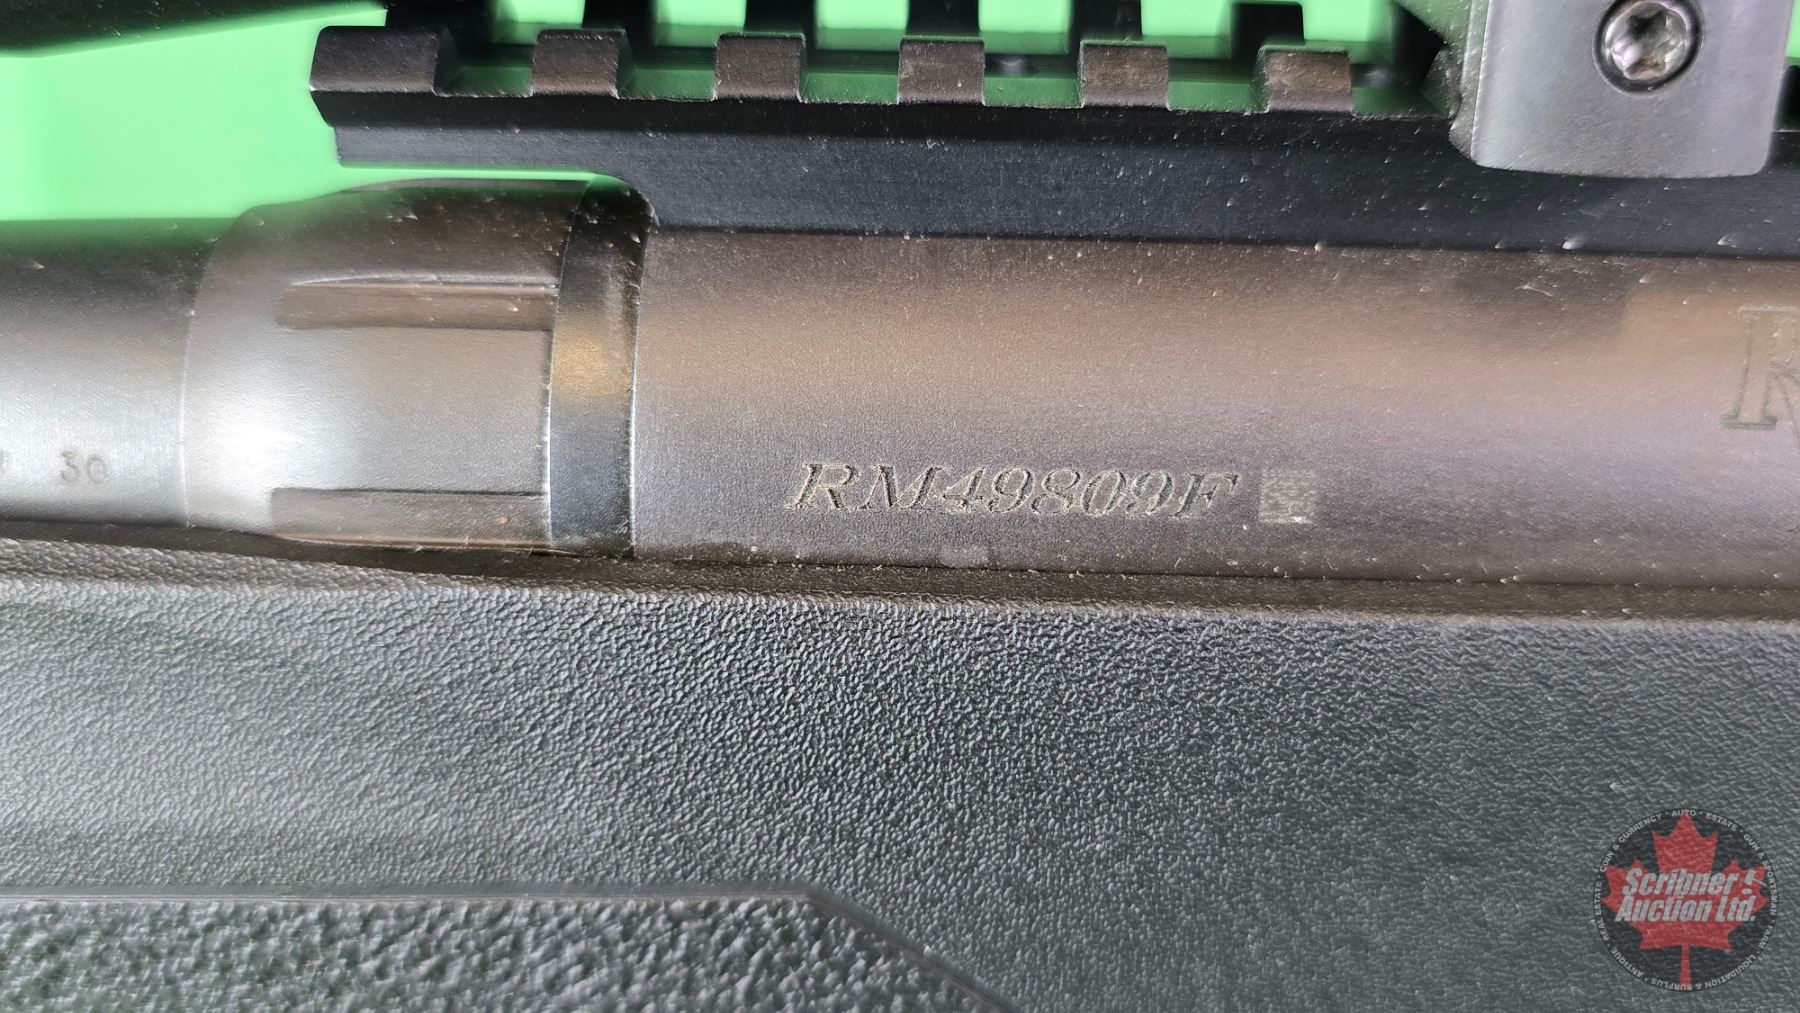 30
RM49809F
R
Scribner
Auction Ltd.